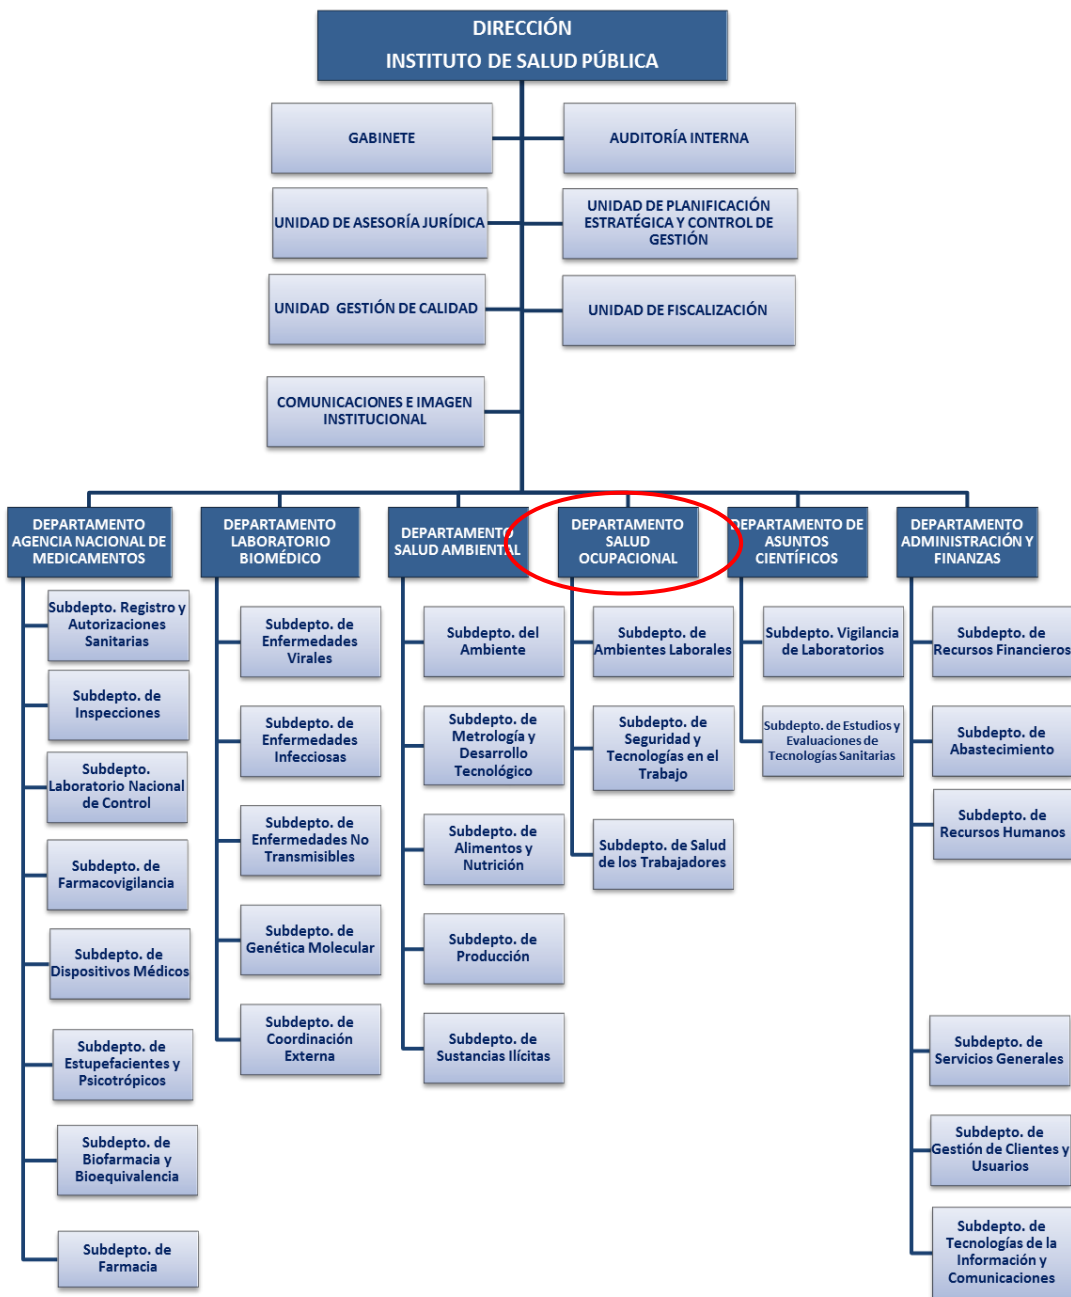 DIRECCIÓN
INSTITUTO DE SALUD PÚBLICA
GABINETE
AUDITORÍA INTERNA
UNIDAD DE ASESORÍA JURÍDICA
UNIDAD DE PLANIFICACIÓN
ESTRATÉGICA Y CONTROL DE
GESTIÓN
UNIDAD GESTIÓN DE CALIDAD
UNIDAD DE FISCALIZACIÓN
COMUNICACIONES E IMAGEN
INSTITUCIONAL
DEPARTAMENTO
AGENCIA NACIONAL DE
MEDICAMENTOS
Subdepto. Registro y
Autorizaciones
Sanitarias
Subdepto. de
Inspecciones
Subdepto.
Laboratorio Nacional
de Control
Subdepto. de
Farmacovigilancia
Subdepto. de
Dispositivos Médicos
Subdepto. de
Estupefacientes y
Psicotrópicos
Subdepto. de
Biofarmacia y
Bioequivalencia
Subdepto. de
Farmacia
DEPARTAMENTO
LABORATORIO
BIOMÉDICO
Subdepto. de
Enfermedades
Virales
Subdepto. de
Enfermedades
Infecciosas
Subdepto. de
Enfermedades No
Transmisibles
Subdepto. de
Genética Molecular
Subdepto. de
Coordinación
Externa
DEPARTAMENTO
SALUD AMBIENTAL
Subdepto. del
Ambiente
Subdepto. de
Metrología y
Desarrollo
Tecnológico
Subdepto. de
Alimentos y
Nutrición
Subdepto. de
Producción
Subdepto. de
Sustancias Ilícitas
DEPARTAMENTO
SALUD
OCUPACIONAL
Subdepto. de
Ambientes Laborales
Subdepto. de
Seguridad y
Tecnologías en el
Trabajo
Subdepto. de Salud
de los Trabajadores
DEPARTAMENTO DE
ASUNTOS
CIENTÍFICOS
Subdepto. Vigilancia
de Laboratorios
Subdepto. de Estudios y
Evaluaciones de
Tecnologías Sanitarias
DEPARTAMENTO
ADMINISTRACIÓN Y
FINANZAS
Subdepto. de
Recursos Financieros
Subdepto. de
Abastecimiento
Subdepto. de
Recursos Humanos
Subdepto. de
Servicios Generales
Subdepto. de
Gestión de Clientes y
Usuarios
Subdepto. de
Tecnologías de la
Información y
Comunicaciones